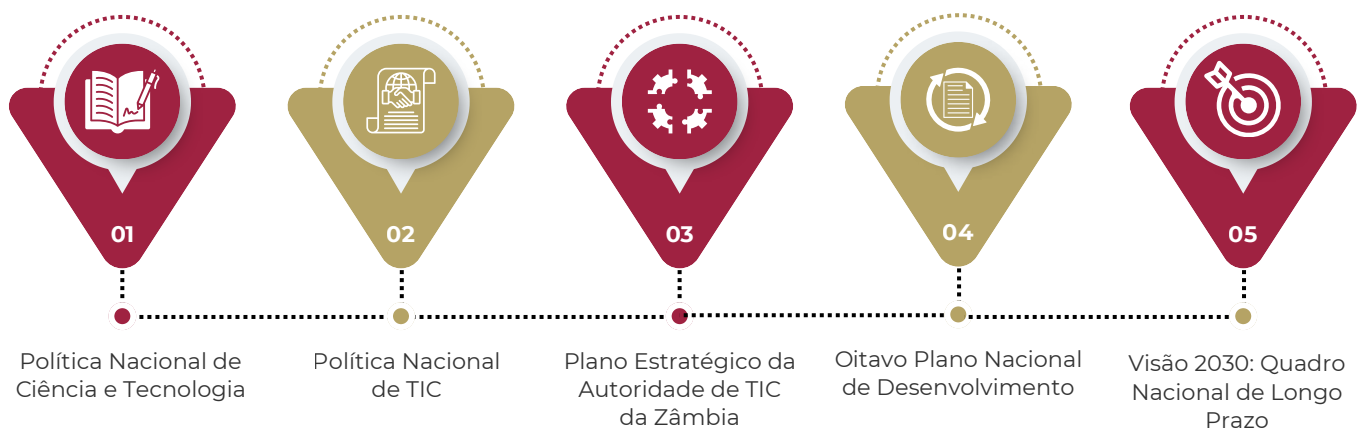 01
Política Nacional de
Ciência e Tecnologia
02
Política Nacional
de TIC
03
Plano Estratégico da
Autoridade de TIC
da Zâmbia
04
Oitavo Plano Nacional
de Desenvolvimento
05
Visão 2030: Quadro
Nacional de Longo
Prazo